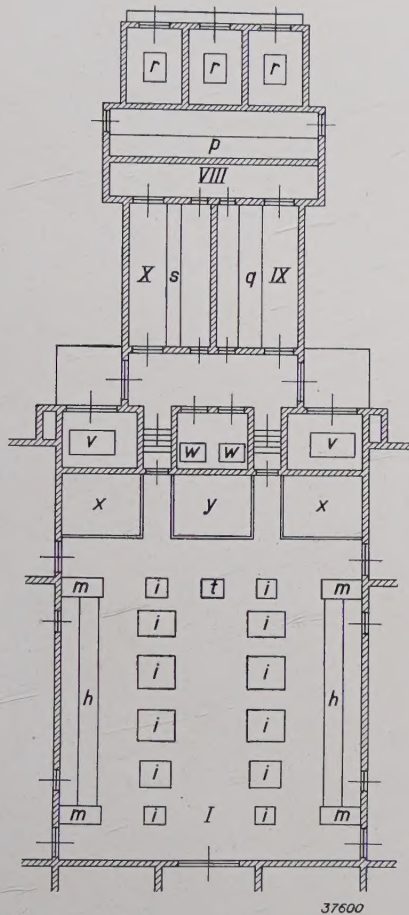 r r r
p
VIII
X s q IX
v w w v
x y x
m i t i m
i i
h i i h
i i
i i
m i I i m
37600